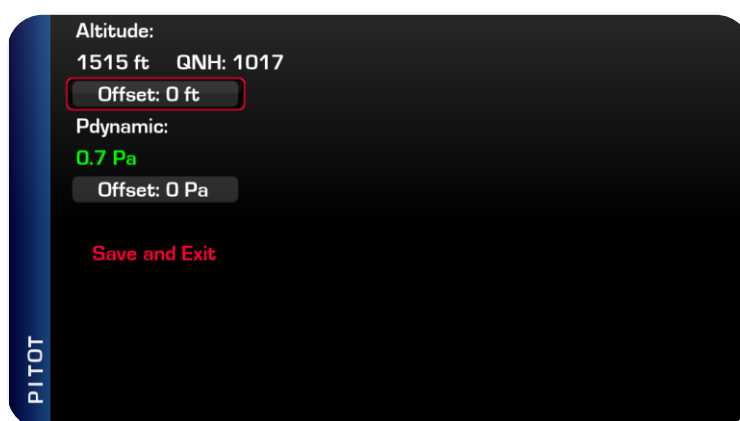 Altitude:
1515 ft QNH: 1017
Offset: 0 ft
Pdynamic:
0.7 Pa
Offset: 0 Pa
Save and Exit
PITOT